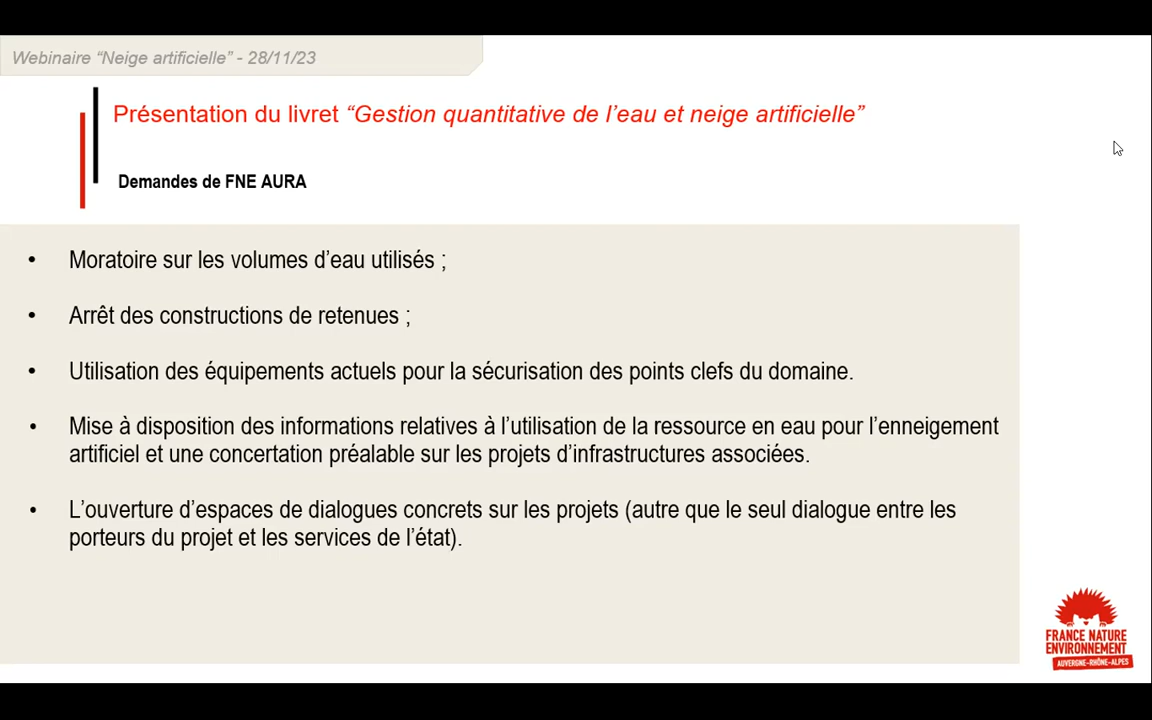 Webinaire “Neige artificielle” - 28/11/23
Présentation du livret “Gestion quantitative de l’eau et neige artificielle”
Demandes de FNE AURA
• Moratoire sur les volumes d’eau utilisés ;
• Arrêt des constructions de retenues ;
• Utilisation des équipements actuels pour la sécurisation des points clefs du domaine.
• Mise à disposition des informations relatives à l’utilisation de la ressource en eau pour l’enneigement
artificiel et une concertation préalable sur les projets d’infrastructures associées.
• L’ouverture d’espaces de dialogues concrets sur les projets (autre que le seul dialogue entre les
porteurs du projet et les services de l’état).
FRANCE NATURE
ENVIRONNEMENT
AUVERGNE-RHÔNE-ALPES